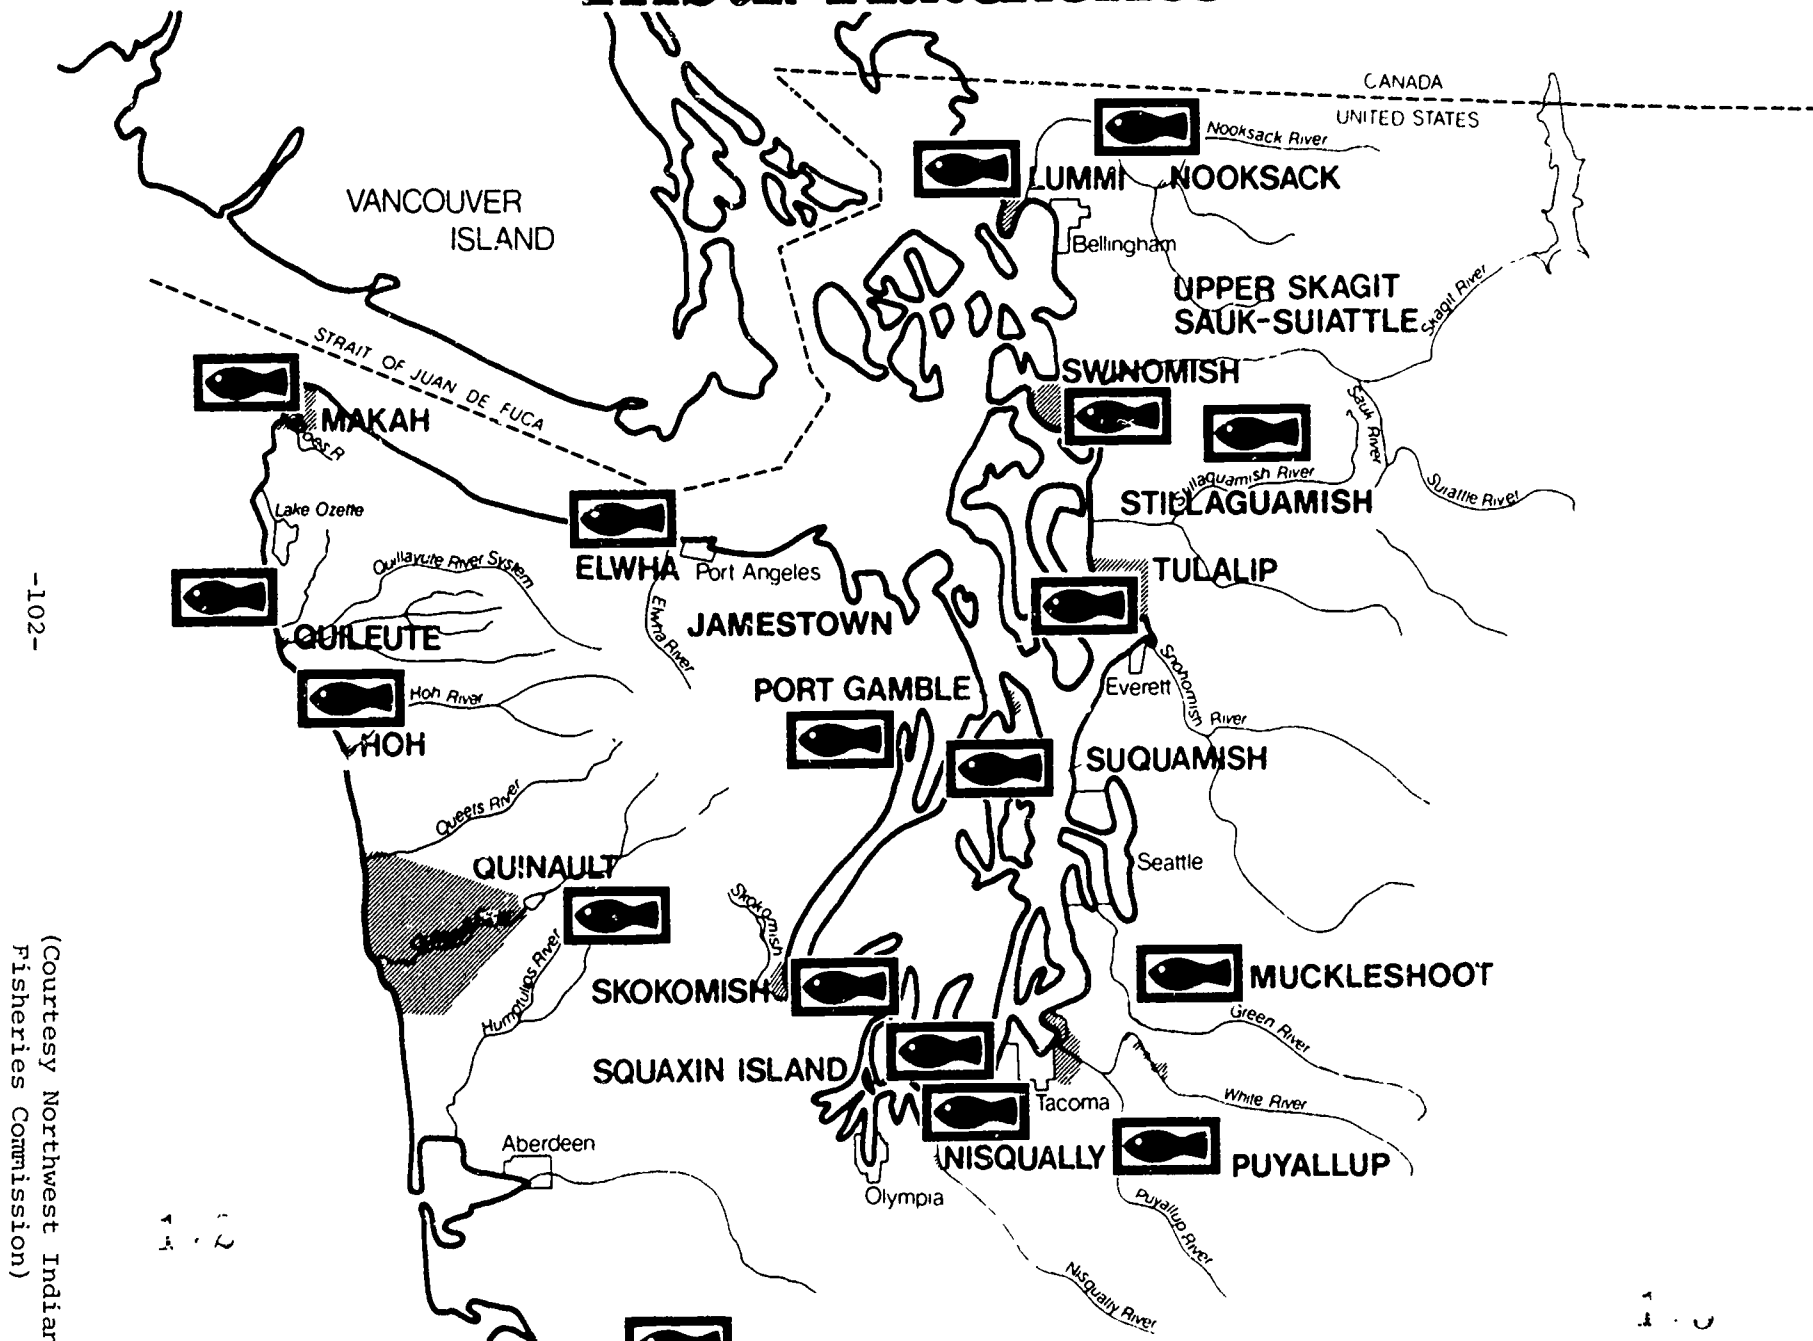 CANADA
UNITED STATES
Nooksack River
LUMMI
NOOKSACK
VANCOUVER
ISLAND
Bellingham
UPPER SKAGIT
SAUK-SUIATTLE
Skagit River
STRAIT OF JUAN DE FUCA
SWINOMISH
MAKAH
Sauk River
Stillaguamish River
Suiattle River
STILLAGUAMISH
Lake Ozette
Quillayute River System
ELWHA
Port Angeles
TULALIP
Elwha River
JAMESTOWN
QUILEUTE
Snohomish River
Everett
PORT GAMBLE
Hoh River
HOH
SUQUAMISH
Queets River
QUINAULT
Seattle
Skokomish
Humptulips River
SKOKOMISH
MUCKLESHOOT
Green River
SQUAXIN ISLAND
Tacoma
White River
Aberdeen
NISQUALLY
PUYALLUP
Olympia
Puyallup River
Nisqually River
-102-
(Courtesy Northwest Indian
Fisheries Commission)